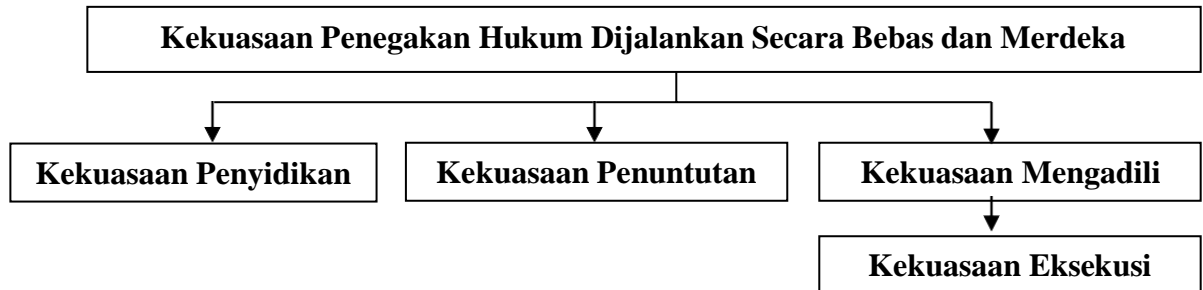 Kekuasaan Penegakan Hukum Dijalankan Secara Bebas dan Merdeka
Kekuasaan Penyidikan
Kekuasaan Penuntutan
Kekuasaan Mengadili
Kekuasaan Eksekusi